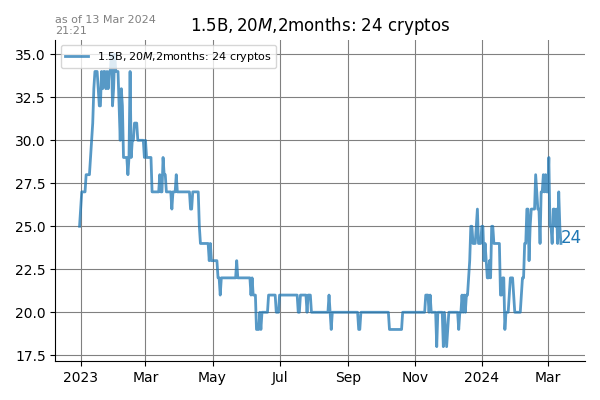 as of 13 Mar 2024
21:21
1.5B, 20M, 2months: 24 cryptos
1.5B, 20M, 2months: 24 cryptos
35.0
32.5
30.0
27.5
25.0
22.5
20.0
17.5
24
2023
Mar
May
Jul
Sep
Nov
2024
Mar